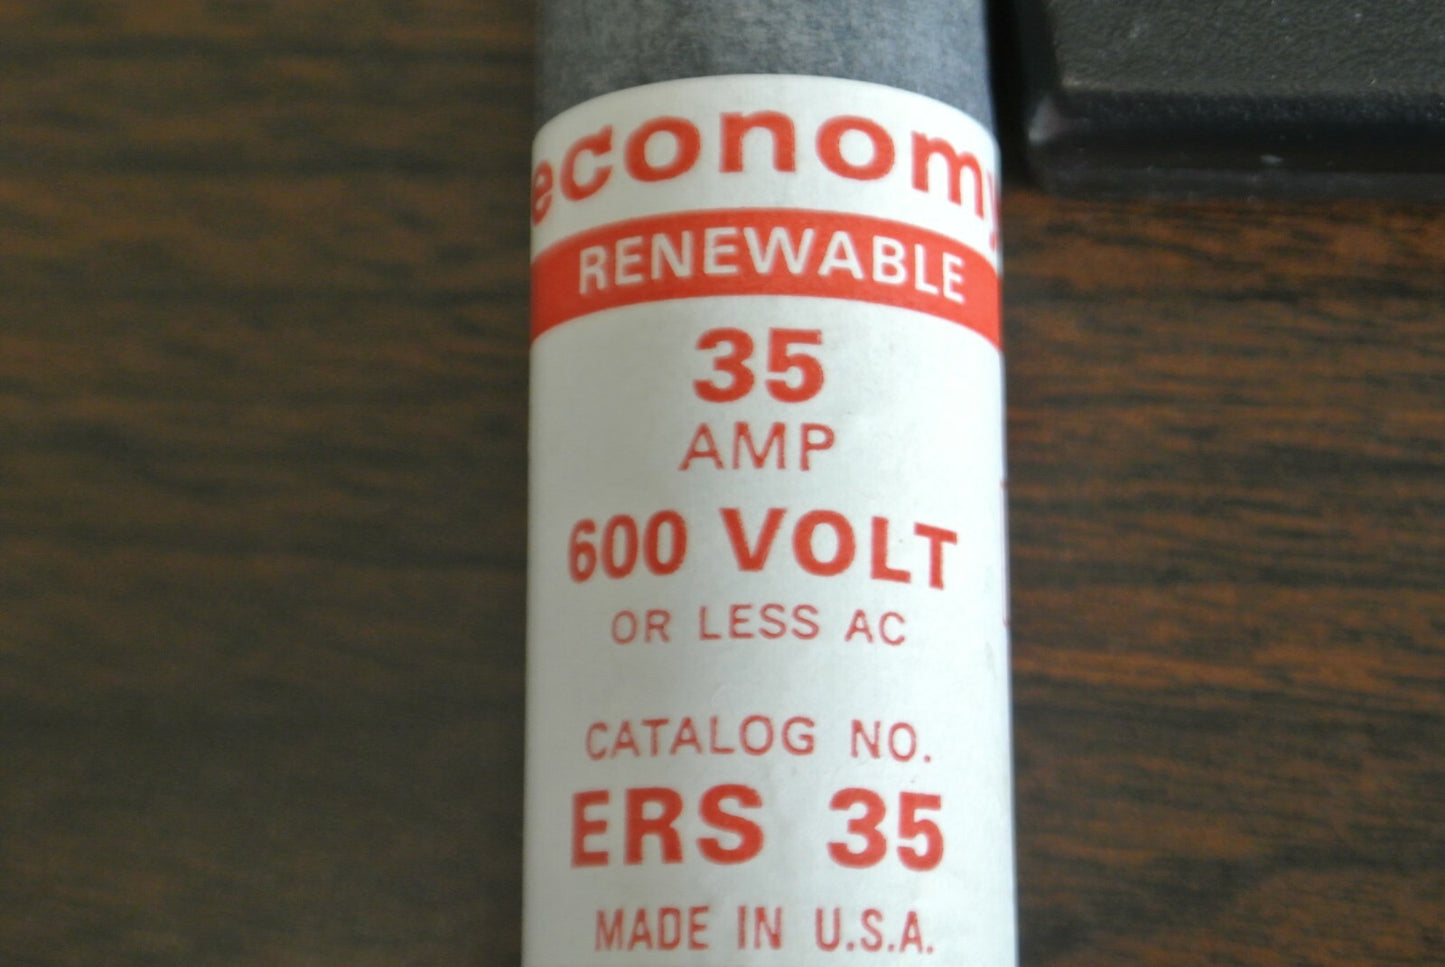 economy
RENEWABLE
35
AMP
600 VOLT
OR LESS AC
CATALOG NO.
ERS 35
MADE IN U.S.A.